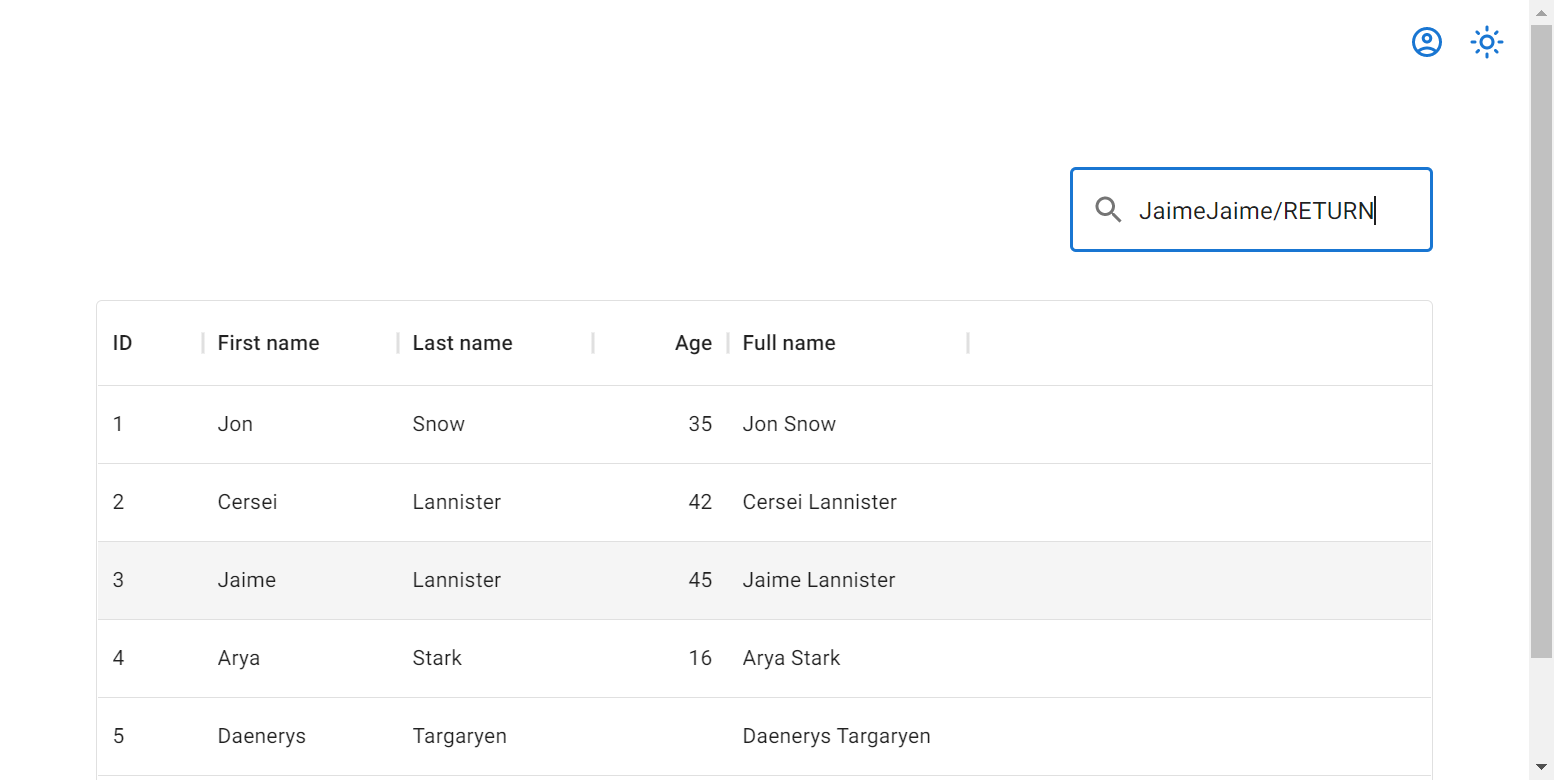 JaimeJaime/RETURN
ID First name Last name Age Full name
1 Jon Snow 35 Jon Snow
2 Cersei Lannister 42 Cersei Lannister
3 Jaime Lannister 45 Jaime Lannister
4 Arya Stark 16 Arya Stark
5 Daenerys Targaryen Daenerys Targaryen